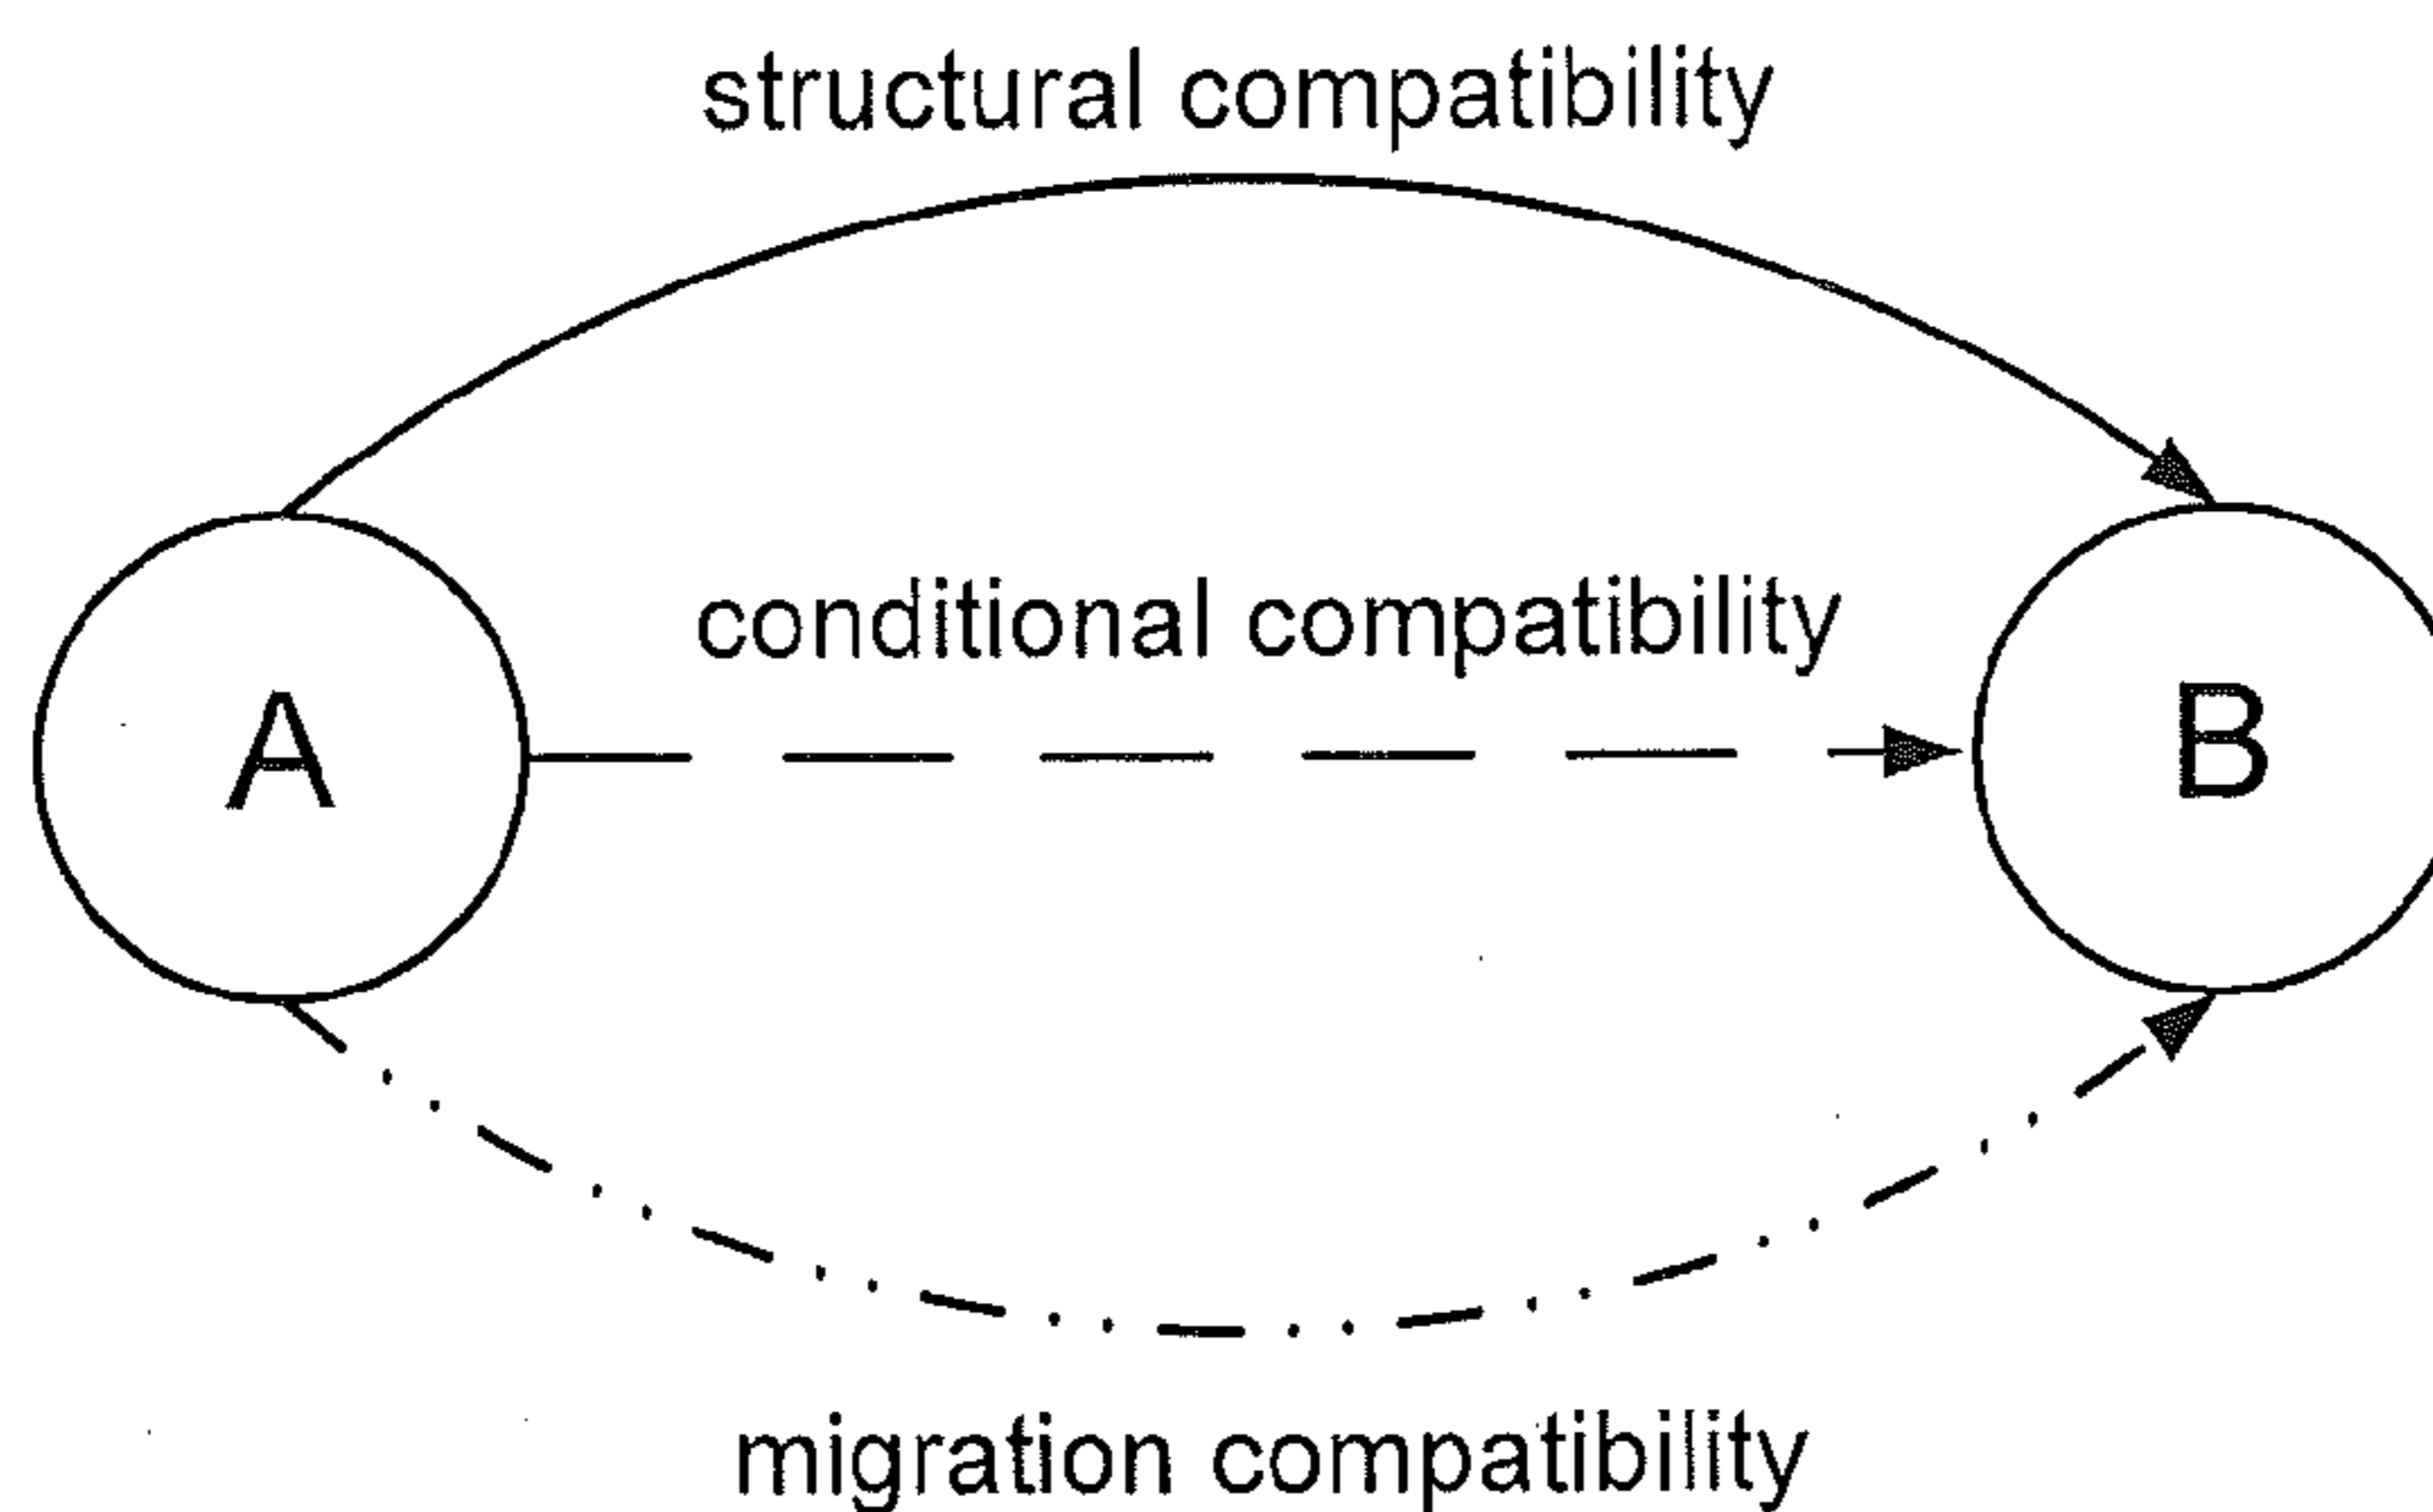 structural compatibility
conditional compatibility
A
B
migration compatibility